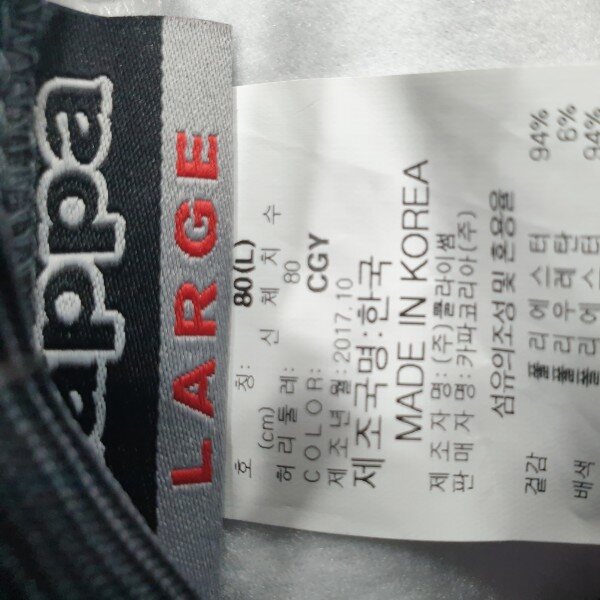 appa
LARGE
호 칭: 80(L)
(cm) 신 체 치 수
허리둘레: 80
COLOR: CGY
제조년 월: 2017.10
제조국명:한국
MADE IN KOREA
제조자명:(주)클라이썸
판매자명:카파코리아(주)
섬유의조성 및 혼용율
겉감 폴리에스터 94%
폴리우레탄 6%
배색 폴리에스 94%